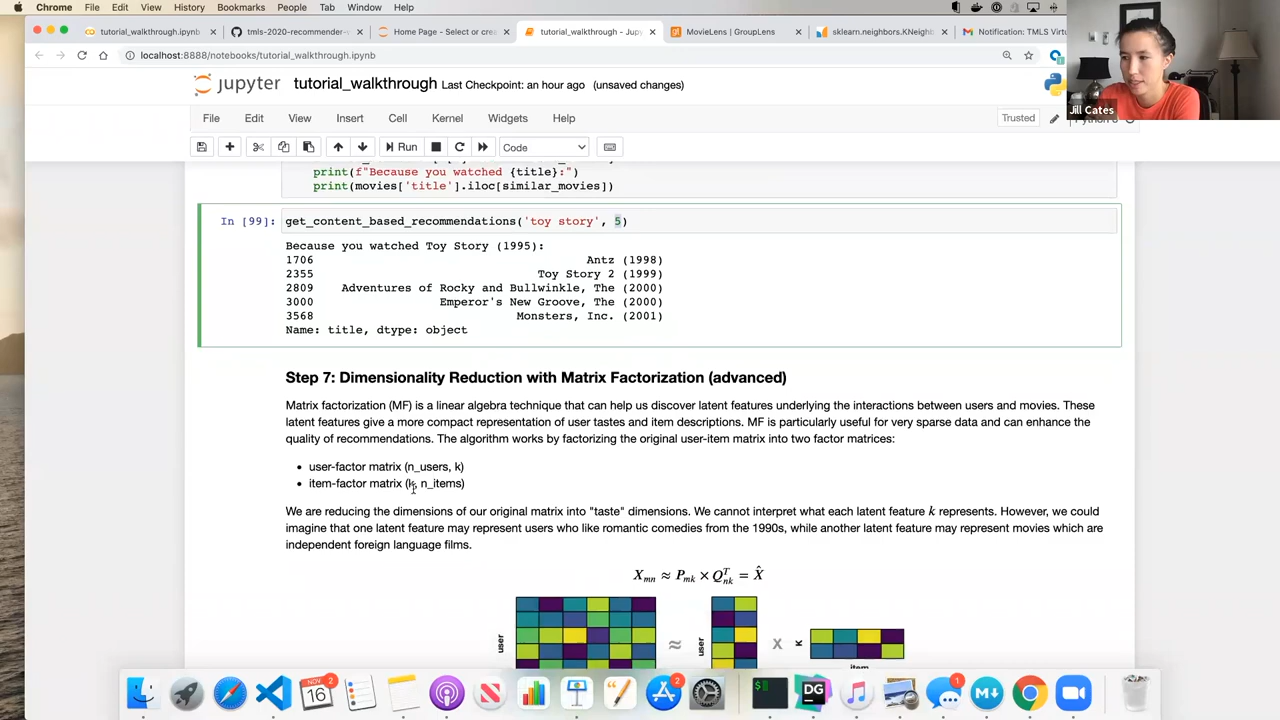 Chrome File Edit View History Bookmarks People Tab Window Help
tutorial_walkthrough.ipynb
tmls-2020-recommender-
Home Page - Select or cre
tutorial_walkthrough - Jup
MovieLens | GroupLens
sklearn.neighbors.KNeighb
Notification: TMLS Virtu
localhost:8888/notebooks/tutorial_walkthrough.ipynb
jupyter tutorial_walkthrough Last Checkpoint: an hour ago (unsaved changes)
Jill Cates
File Edit View Insert Cell Kernel Widgets Help
Trusted
Run
Code
print(f"Because you watched {title}:")
print(movies['title'].iloc[similar_movies])
In [99]: get_content_based_recommendations('toy story', 5)
Because you watched Toy Story (1995):
1706 Antz (1998)
2355 Toy Story 2 (1999)
2809 Adventures of Rocky and Bullwinkle, The (2000)
3000 Emperor's New Groove, The (2000)
3568 Monsters, Inc. (2001)
Name: title, dtype: object
Step 7: Dimensionality Reduction with Matrix Factorization (advanced)
Matrix factorization (MF) is a linear algebra technique that can help us discover latent features underlying the interactions between users and movies. These
latent features give a more compact representation of user tastes and item descriptions. MF is particularly useful for very sparse data and can enhance the
quality of recommendations. The algorithm works by factorizing the original user-item matrix into two factor matrices:
• user-factor matrix (n_users, k)
• item-factor matrix (k, n_items)
We are reducing the dimensions of our original matrix into "taste" dimensions. We cannot interpret what each latent feature k represents. However, we could
imagine that one latent feature may represent users who like romantic comedies from the 1990s, while another latent feature may represent movies which are
independent foreign language films.
Xmn ≈ Pmk × Q^T_nk = X̂
user
≈
user
X
K
item
NOV
16
2
$
DG
1
M